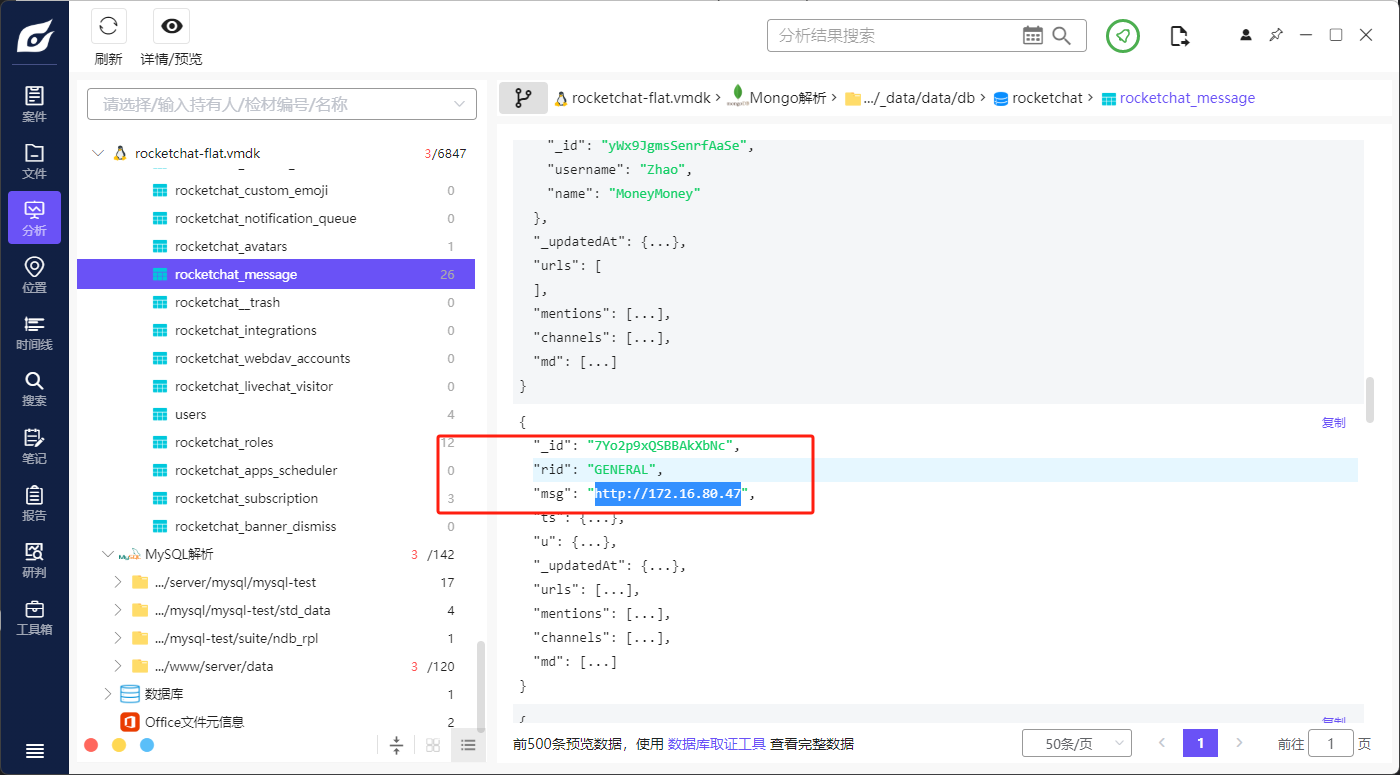 刷新
详情/预览
分析结果搜索
案件
文件
分析
位置
时间线
搜索
笔记
报告
研判
工具箱
请选择/输入持有人/检材编号/名称
rocketchat-flat.vmdk 3/6847
rocketchat_custom_emoji 0
rocketchat_notification_queue 0
rocketchat_avatars 1
rocketchat_message 26
rocketchat__trash 0
rocketchat_integrations 0
rocketchat_webdav_accounts 0
rocketchat_livechat_visitor 0
users 4
rocketchat_roles 12
rocketchat_apps_scheduler 0
rocketchat_subscription 3
rocketchat_banner_dismiss 0
MySQL解析 3 /142
.../server/mysql/mysql-test 17
.../mysql/mysql-test/std_data 4
.../mysql-test/suite/ndb_rpl 1
.../www/server/data 3 /120
数据库 1
Office文件元信息 2
rocketchat-flat.vmdk > Mongo解析 > .../_data/data/db > rocketchat > rocketchat_message
"_id": "yWx9JgmsSenrfAaSe",
"username": "Zhao",
"name": "MoneyMoney"
},
"_updatedAt": {...},
"urls": [
],
"mentions": [...],
"channels": [...],
"md": [...]
}
{ 复制
"_id": "7Yo2p9xQSBBAkXbNc",
"rid": "GENERAL",
"msg": "http://172.16.80.47",
"ts": {...},
"u": {...},
"_updatedAt": {...},
"urls": [...],
"mentions": [...],
"channels": [...],
"md": [...]
}
{ 复制
前500条预览数据，使用 数据库取证工具 查看完整数据
50条/页
1
前往 1 页